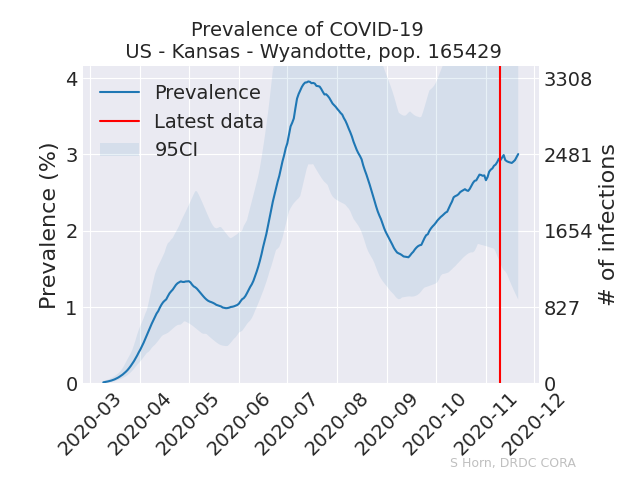 Prevalence of COVID-19
US - Kansas - Wyandotte, pop. 165429
Prevalence
Latest data
95CI
Prevalence (%)
4
3
2
1
0
3308
2481
1654
827
0
# of infections
2020-03
2020-04
2020-05
2020-06
2020-07
2020-08
2020-09
2020-10
2020-11
2020-12
S Horn, DRDC CORA